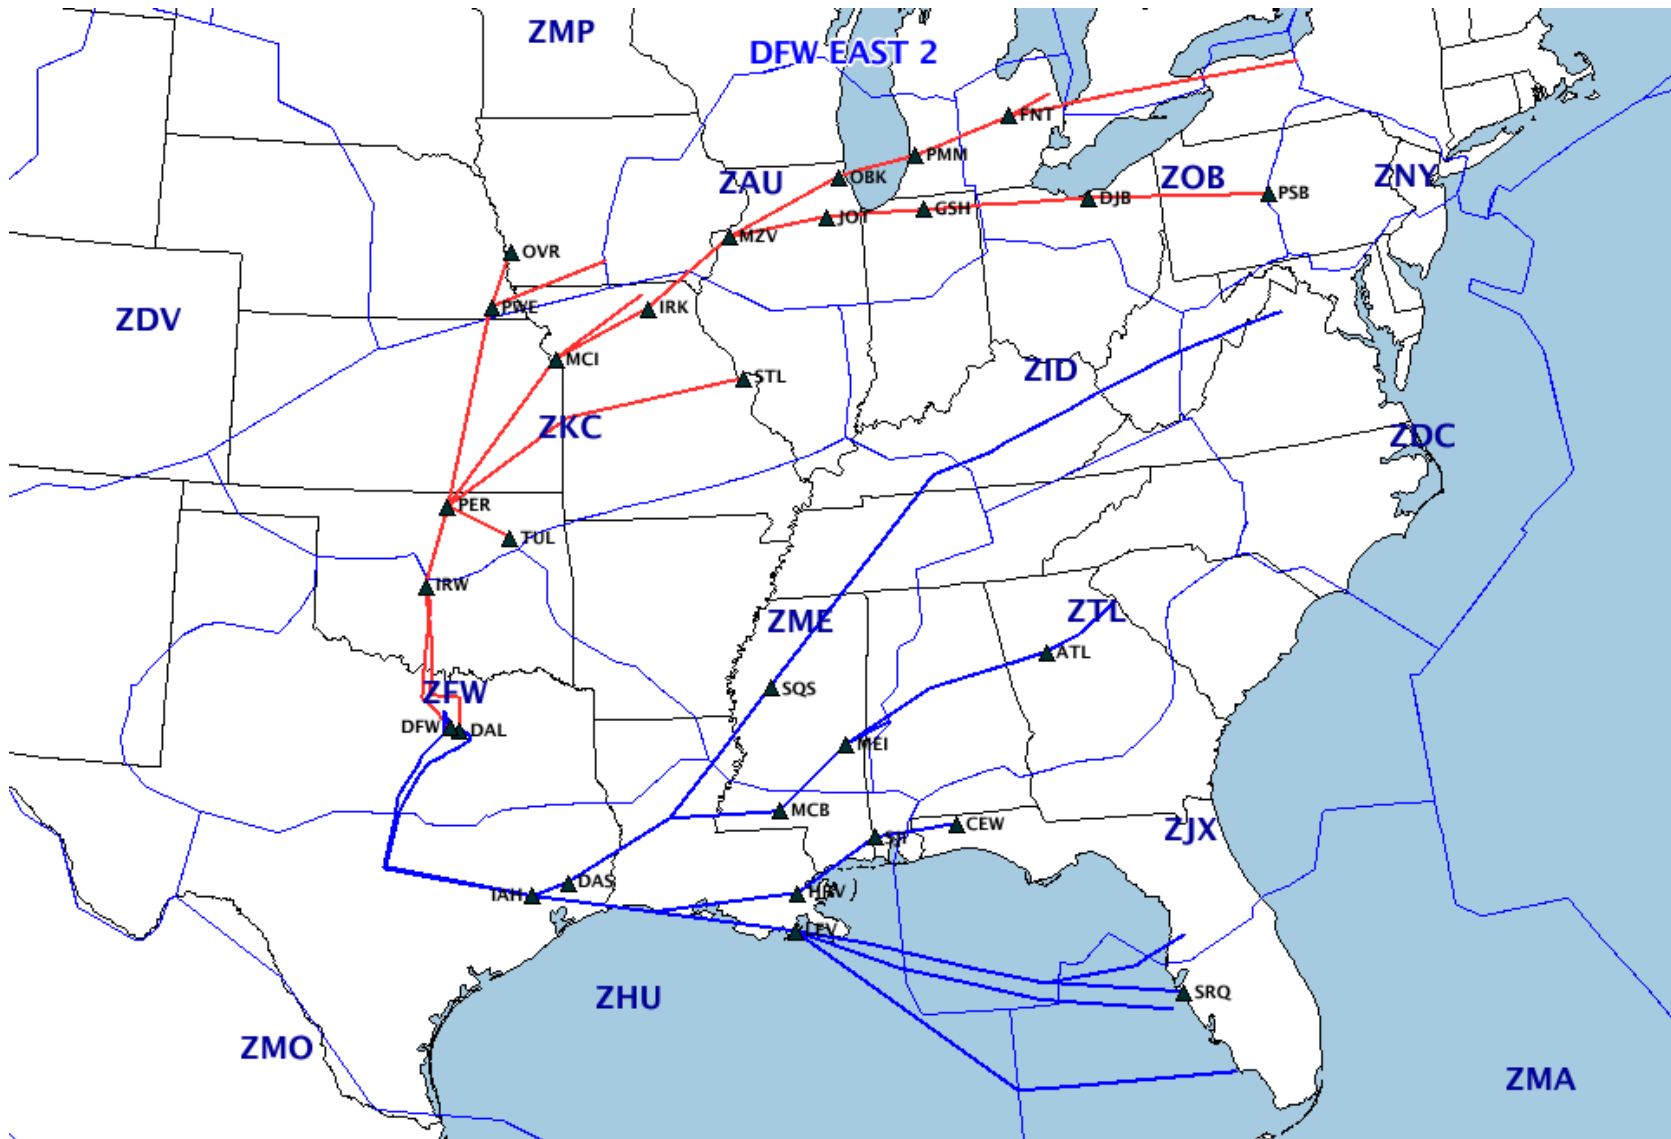 ZMP
DFW EAST 2
FNT
PMM
ZAU
OBK
ZOB
ZNY
DJB
PSB
JOT
GSH
MZV
OVR
PWE
IRK
ZDV
MCI
STL
ZID
ZKC
ZDC
PER
TUL
IRW
ZME
ZTL
ATL
ZFW
SQS
DFW
DAL
MEI
MCB
CEW
SJI
ZJX
DAS
IAH
HRV
LEV
ZHU
SRQ
ZMO
ZMA